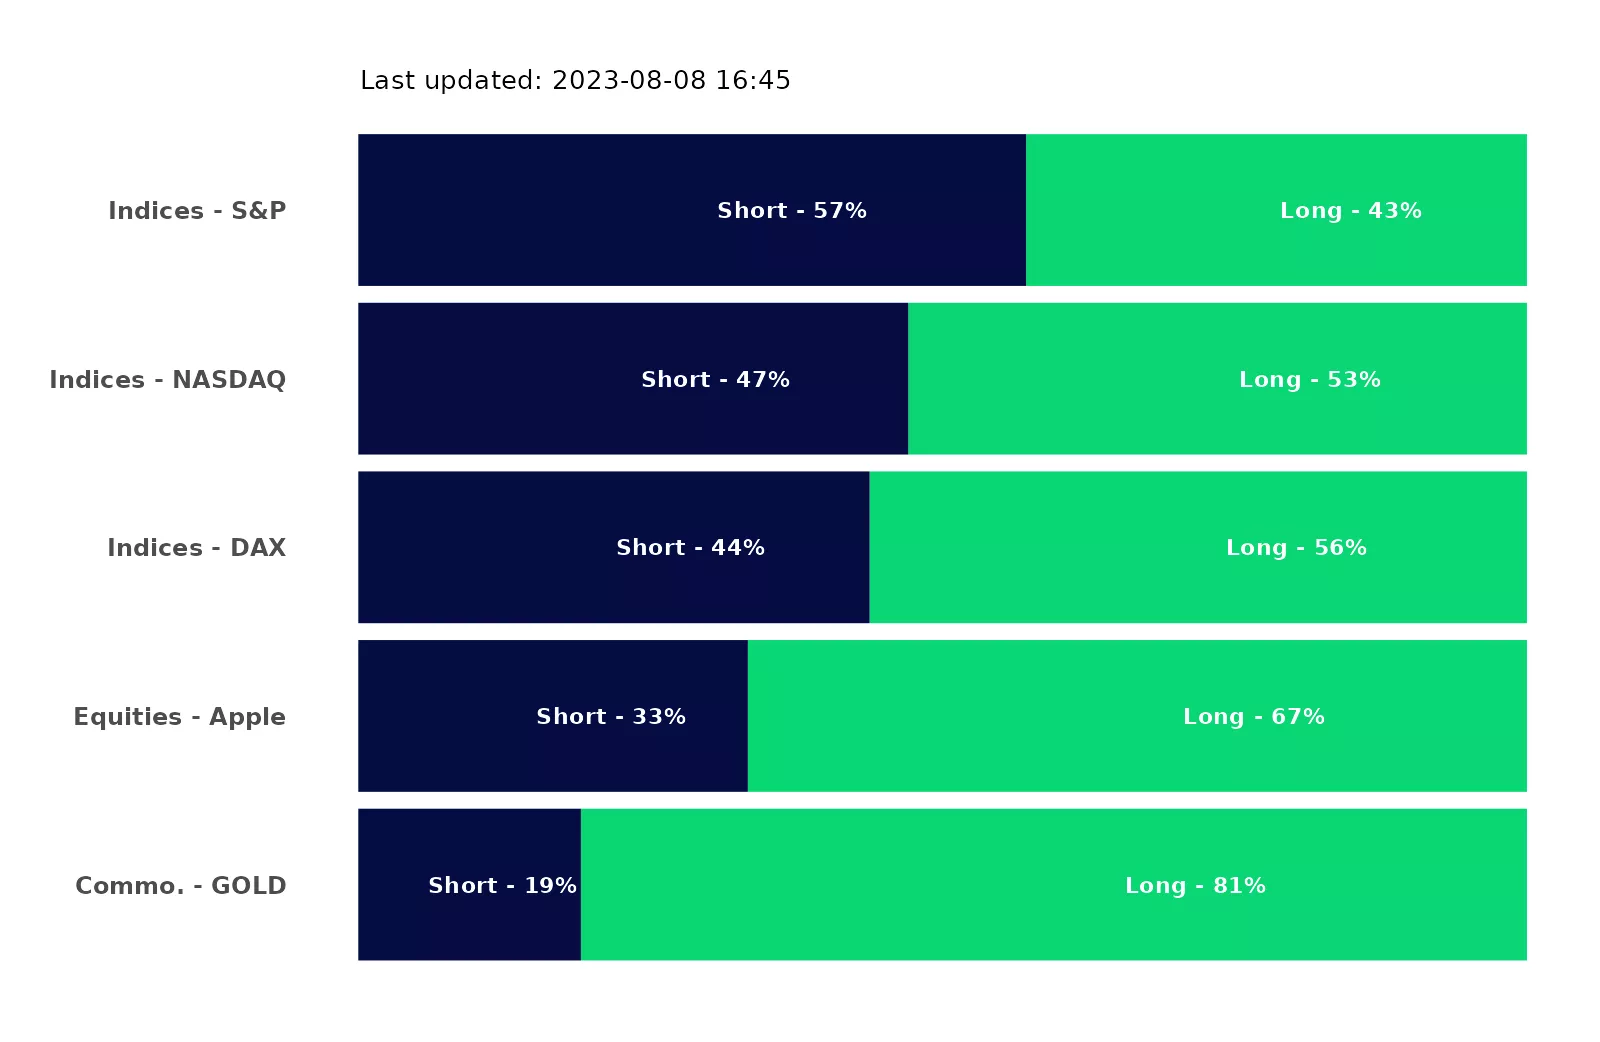 Last updated: 2023-08-08 16:45
Indices - S&P Short - 57% Long - 43%
Indices - NASDAQ Short - 47% Long - 53%
Indices - DAX Short - 44% Long - 56%
Equities - Apple Short - 33% Long - 67%
Commo. - GOLD Short - 19% Long - 81%